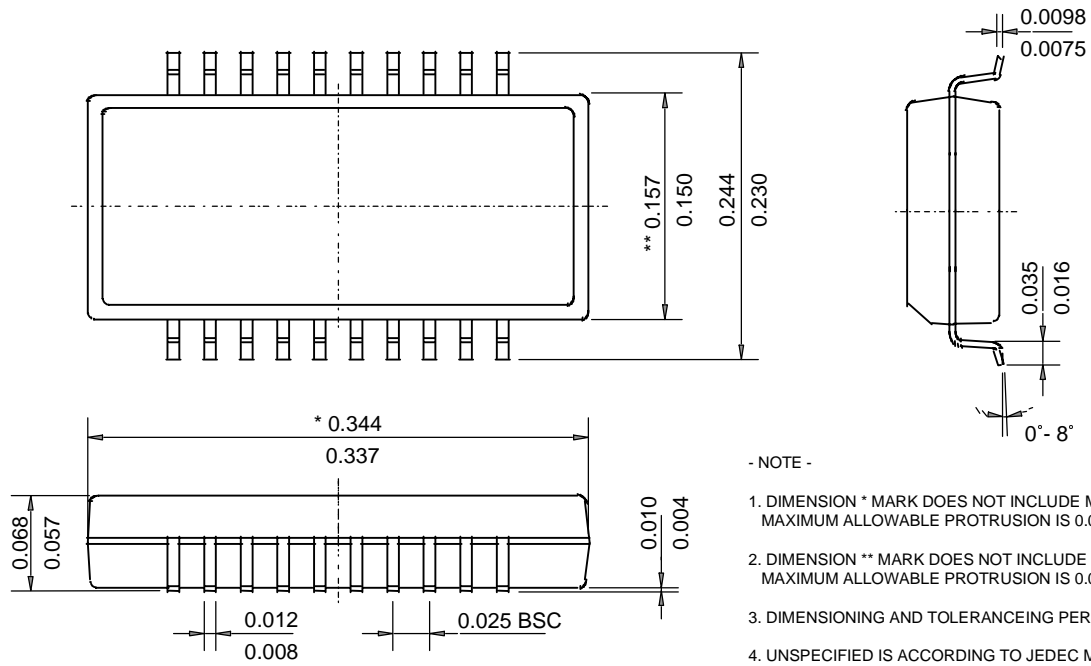 0.0098
0.0075
** 0.157
0.150
0.244
0.230
0.035
0.016
0°- 8°
* 0.344
0.337
0.068
0.057
0.010
0.004
0.012
0.008
0.025 BSC
- NOTE -
1. DIMENSION * MARK DOES NOT INCLUDE
MAXIMUM ALLOWABLE PROTRUSION IS
2. DIMENSION ** MARK DOES NOT INCLUDE
MAXIMUM ALLOWABLE PROTRUSION IS
3. DIMENSIONING AND TOLERANCEING PER
4. UNSPECIFIED IS ACCORDING TO JEDEC